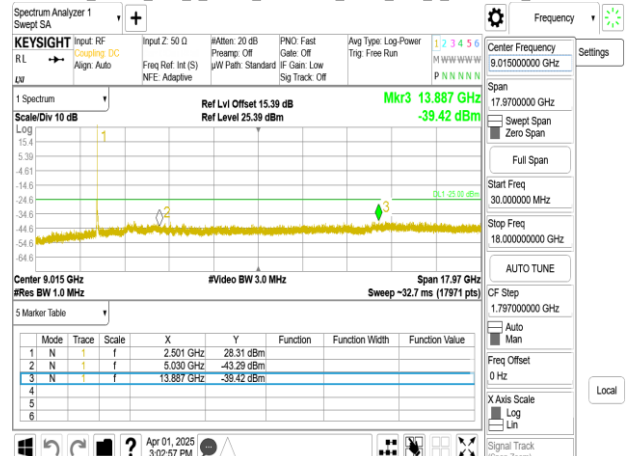 Spectrum Analyzer 1
Swept SA
Frequency
KEYSIGHT
Input: RF
Input Z: 50 Ω
#Atten: 20 dB
PNO: Fast
Avg Type: Log-Power
1 2 3 4 5 6
RL
Coupling: DC
Preamp: Off
Gate: Off
Trig: Free Run
M W W W W W
Align: Auto
Freq Ref: Int (S)
µW Path: Standard
IF Gain: Low
NFE: Adaptive
Sig Track: Off
P N N N N N
Center Frequency
9.015000000 GHz
Settings
1 Spectrum
Ref Lvl Offset 15.39 dB
Mkr3 13.887 GHz
Scale/Div 10 dB
Ref Level 25.39 dBm
-39.42 dBm
Log
15.4
5.39
-4.61
-14.6
-24.6
-34.6
-44.6
-54.6
-64.6
1
2
3
DL1 -25.00 dBm
Center 9.015 GHz
#Video BW 3.0 MHz
Span 17.97 GHz
#Res BW 1.0 MHz
Sweep ~32.7 ms (17971 pts)
Span
17.9700000 GHz
Swept Span
Zero Span
Full Span
Start Freq
30.000000 MHz
Stop Freq
18.000000000 GHz
AUTO TUNE
CF Step
1.797000000 GHz
Auto
Man
Freq Offset
0 Hz
X Axis Scale
Log
Lin
Signal Track
Local
5 Marker Table
Mode Trace Scale X Y Function Function Width Function Value
1 N 1 f 2.501 GHz 28.31 dBm
2 N 1 f 5.030 GHz -43.29 dBm
3 N 1 f 13.887 GHz -39.42 dBm
4
5
6
?
Apr 01, 2025
3:02:57 PM